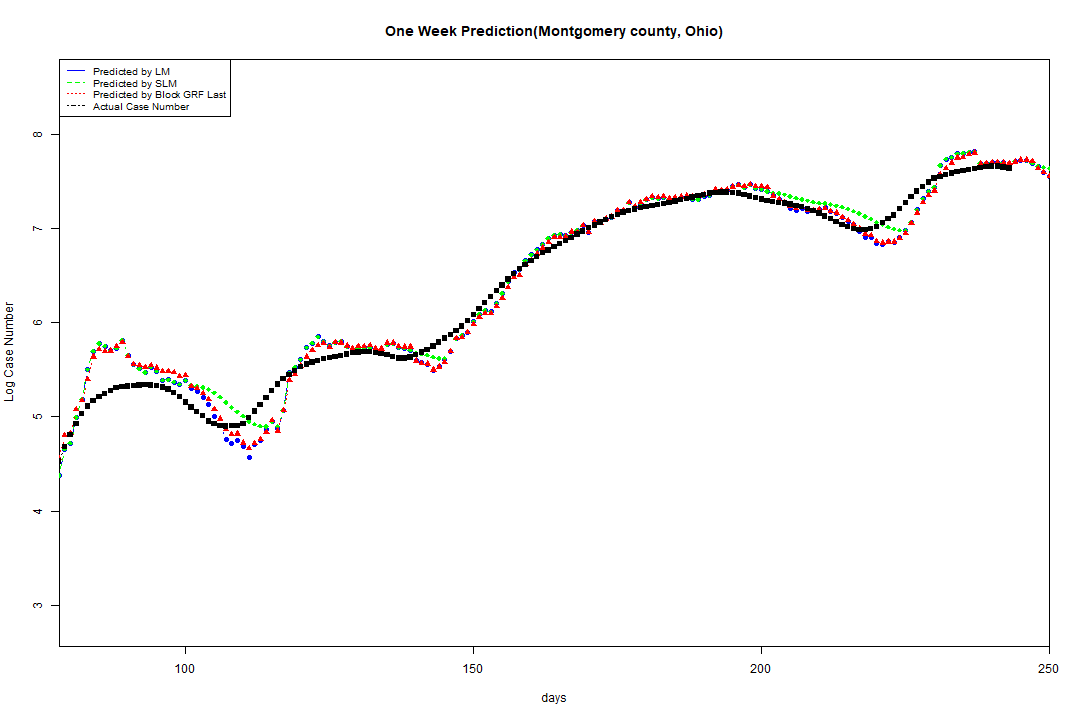 One Week Prediction(Montgomery county, Ohio)
Predicted by LM
Predicted by SLM
Predicted by Block GRF Last
Actual Case Number
8
7
6
5
4
3
Log Case Number
100 150 200 250
days